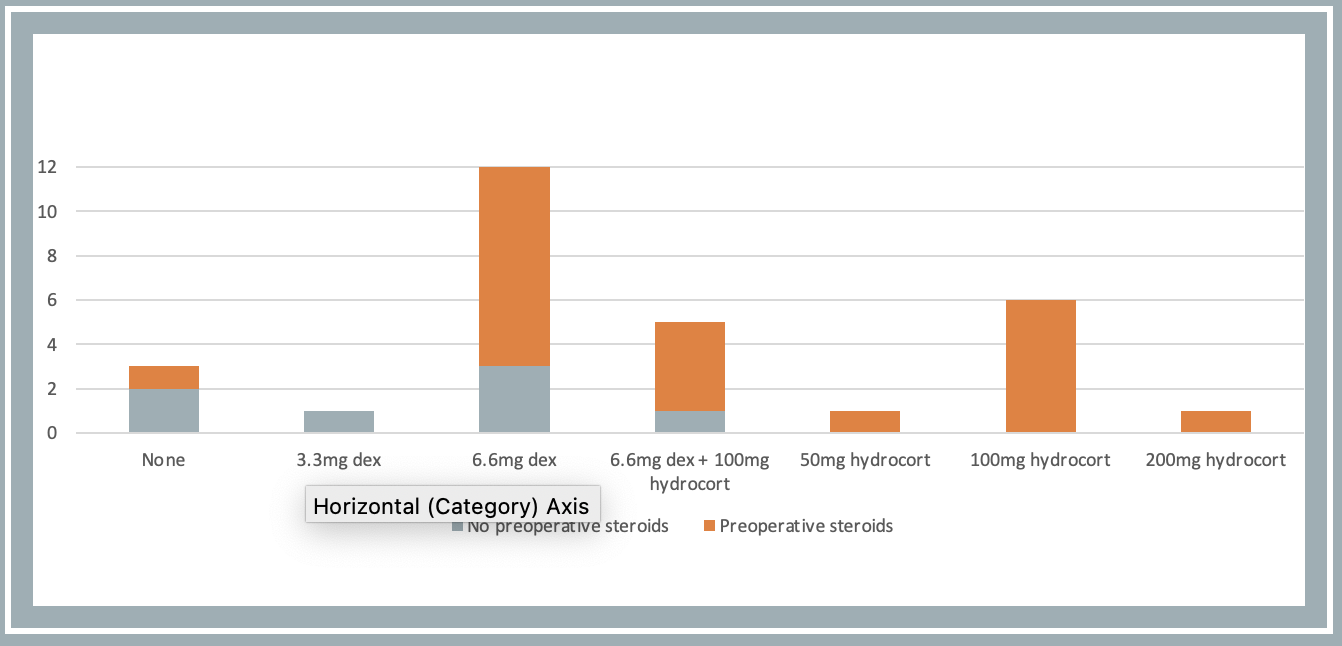 12
10
8
6
4
2
0
None
3.3mg dex
6.6mg dex
6.6mg dex + 100mg
hydrocort
50mg hydrocort
100mg hydrocort
200mg hydrocort
Horizontal (Category) Axis
No preoperative steroids
Preoperative steroids